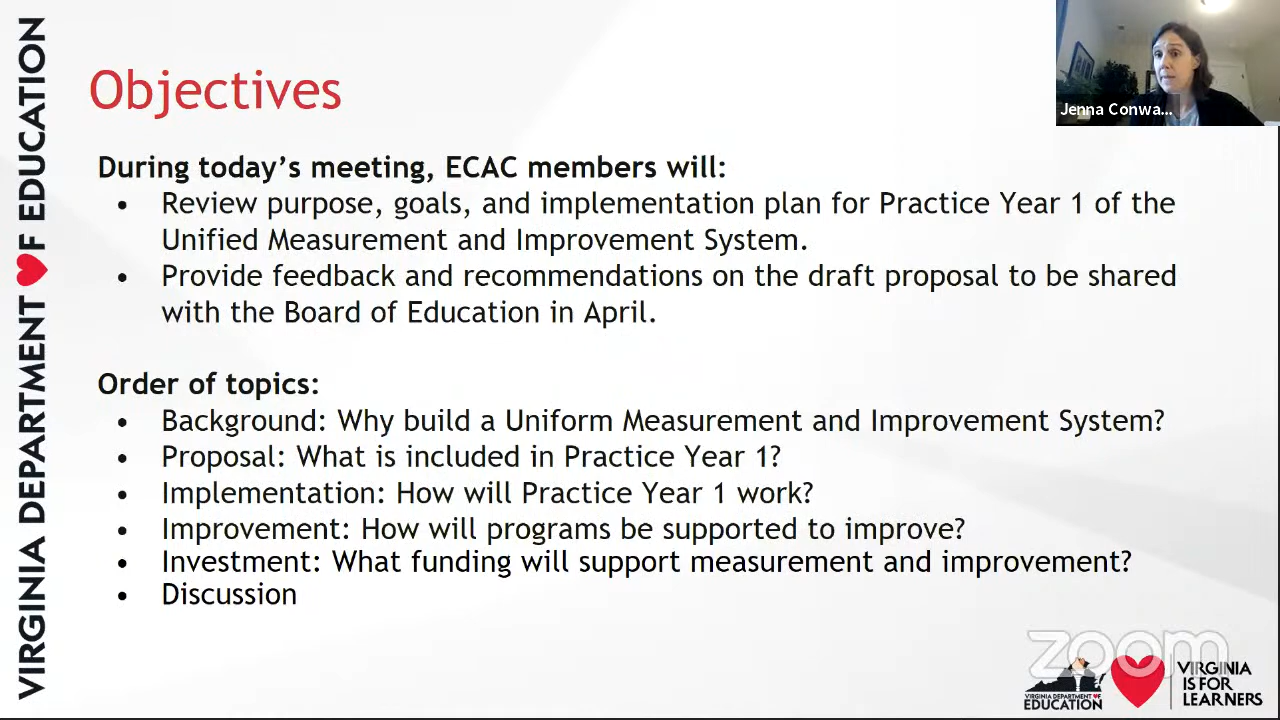 VIRGINIA DEPARTMENT OF EDUCATION
Objectives
Jenna Conwa...
During today's meeting, ECAC members will:
• Review purpose, goals, and implementation plan for Practice Year 1 of the
Unified Measurement and Improvement System.
• Provide feedback and recommendations on the draft proposal to be shared
with the Board of Education in April.
Order of topics:
• Background: Why build a Uniform Measurement and Improvement System?
• Proposal: What is included in Practice Year 1?
• Implementation: How will Practice Year 1 work?
• Improvement: How will programs be supported to improve?
• Investment: What funding will support measurement and improvement?
• Discussion
zoom
VIRGINIA DEPARTMENT OF
EDUCATION
VIRGINIA
IS FOR
LEARNERS